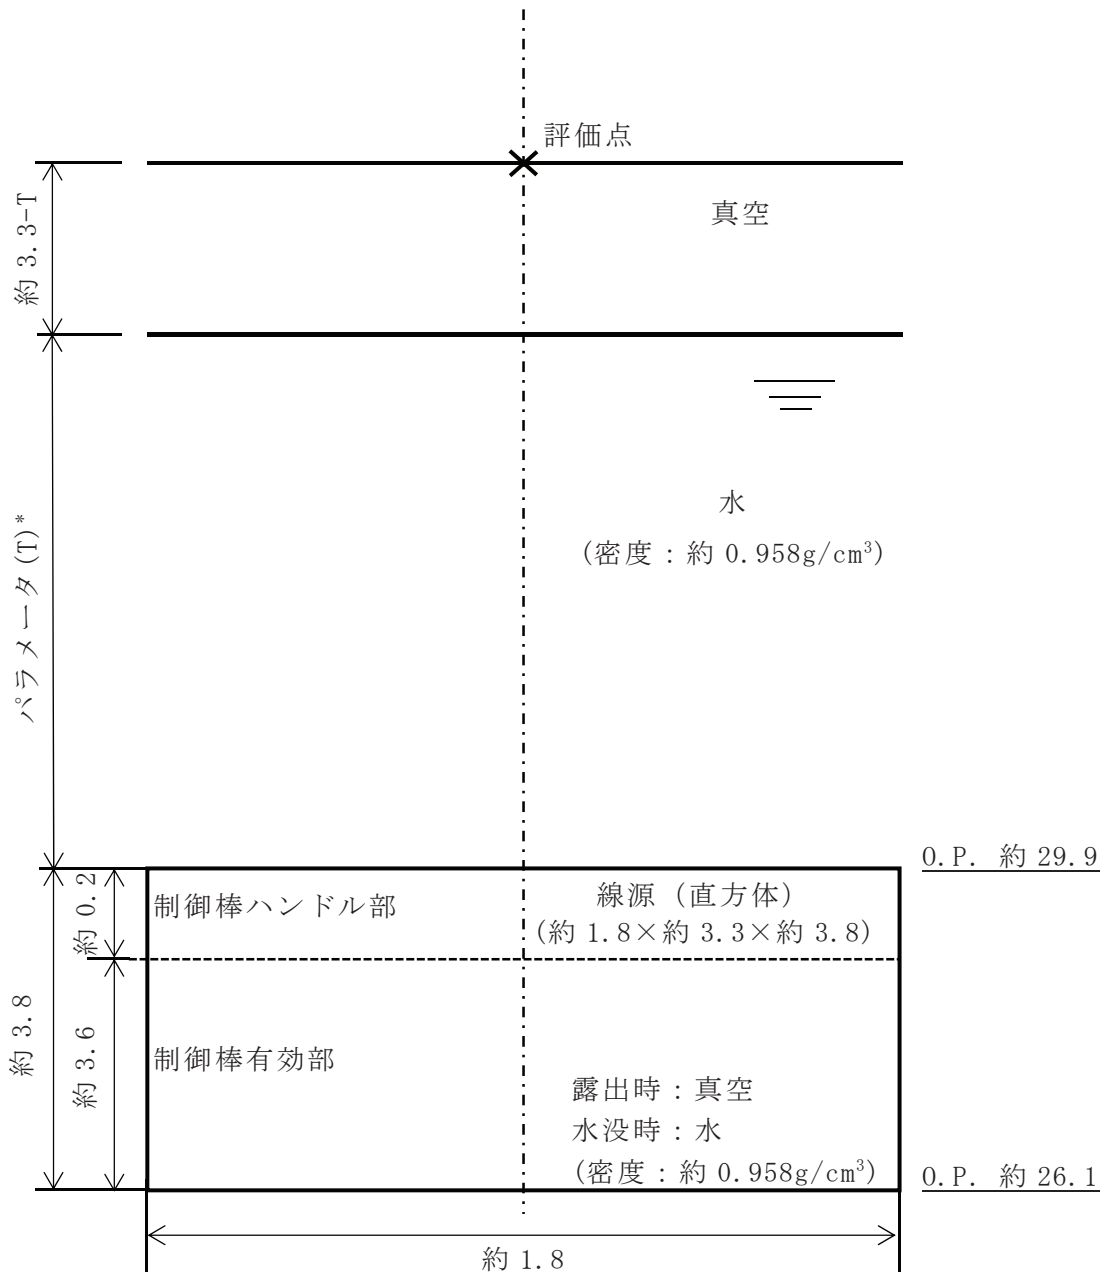 評価点
約 3.3-T
真空
水
(密度：約 0.958g/cm³)
パラメータ(T)*
O.P. 約 29.9
約 0.2
制御棒ハンドル部
線源（直方体）
(約 1.8×約 3.3×約 3.8)
約 3.8
約 3.6
制御棒有効部
露出時：真空
水没時：水
(密度：約 0.958g/cm³)
O.P. 約 26.1
約 1.8